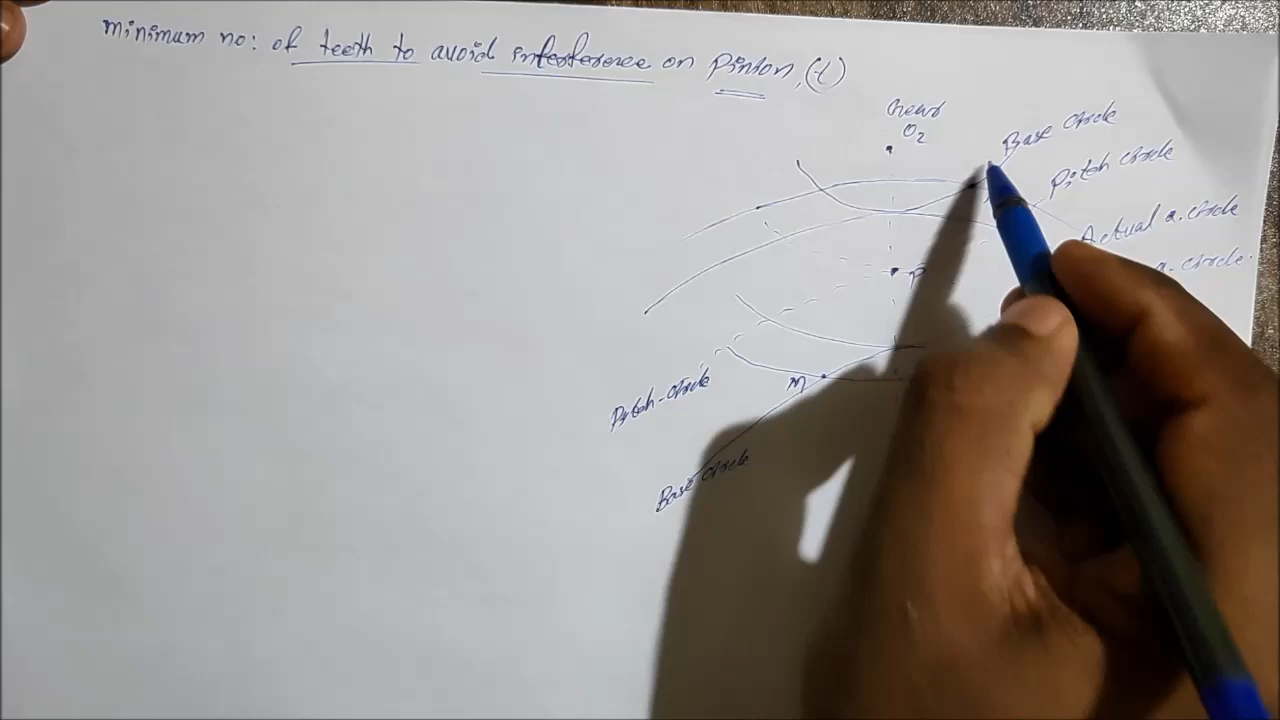 minimum no: of teeth to avoid interference on pinion, (t)
Gear
O2
Base circle
Pitch circle
Actual a. circle
a. circle.
P
Pitch-circle
M
Base circle